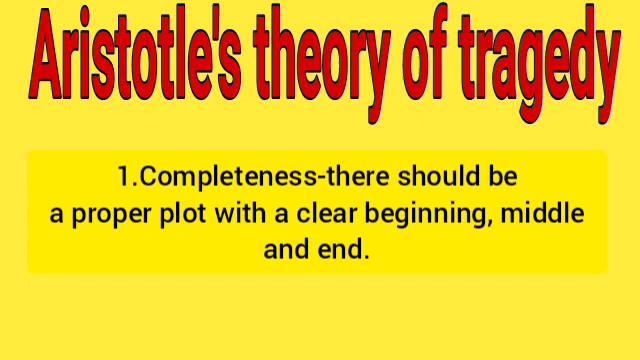 Aristotle's theory of tragedy
1.Completeness-there should be
a proper plot with a clear beginning, middle
and end.